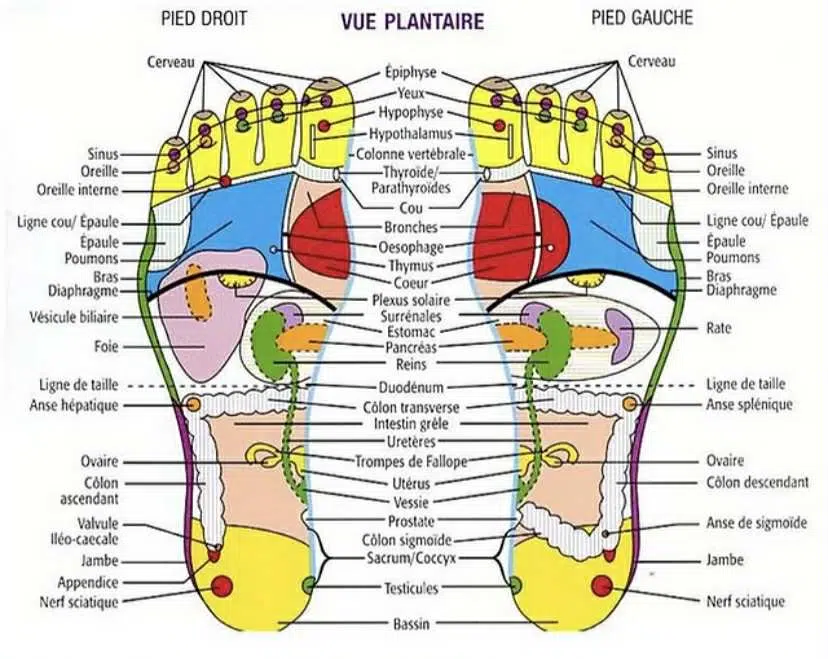 PIED DROIT
VUE PLANTAIRE
PIED GAUCHE
Cerveau
Sinus
Oreille
Oreille interne
Ligne cou/ Épaule
Épaule
Poumons
Bras
Diaphragme
Vésicule biliaire
Foie
Ligne de taille
Anse hépatique
Ovaire
Côlon
ascendant
Valvule
Iléo-caecale
Jambe
Appendice
Nerf sciatique
Épiphyse
Yeux
Hypophyse
Hypothalamus
Colonne vertébrale
Thyroïde/
Parathyroïdes
Cou
Bronches
Oesophage
Thymus
Coeur
Plexus solaire
Surrénales
Estomac
Pancréas
Reins
Duodénum
Côlon transverse
Intestin grêle
Uretères
Trompes de Fallope
Utérus
Vessie
Prostate
Côlon sigmoïde
Sacrum/Coccyx
Testicules
Bassin
Cerveau
Sinus
Oreille
Oreille interne
Ligne cou/ Épaule
Épaule
Poumons
Bras
Diaphragme
Rate
Ligne de taille
Anse splénique
Ovaire
Côlon descendant
Anse de sigmoïde
Jambe
Nerf sciatique